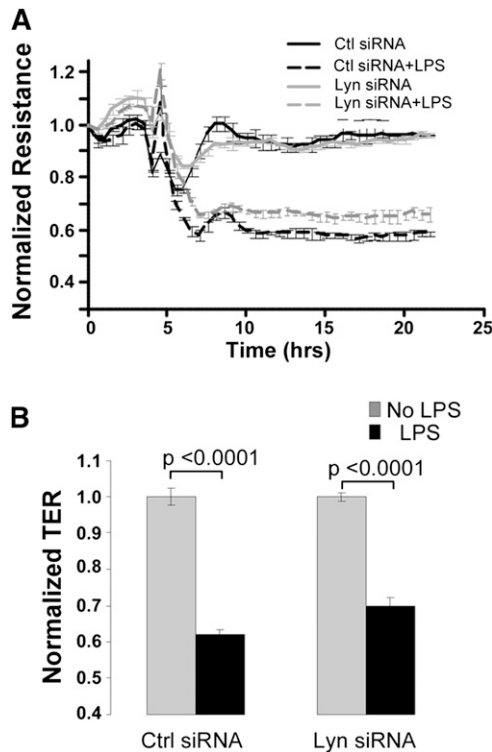 A
Ctl siRNA
Ctl siRNA+LPS
Lyn siRNA
Lyn siRNA+LPS
Normalized Resistance
1.2
1.0
0.8
0.6
0.4
0 5 10 15 20 25
Time (hrs)
B
No LPS
LPS
Normalized TER
1.1
1.0
0.9
0.8
0.7
0.6
0.5
0.4
p <0.0001
p <0.0001
Ctrl siRNA
Lyn siRNA